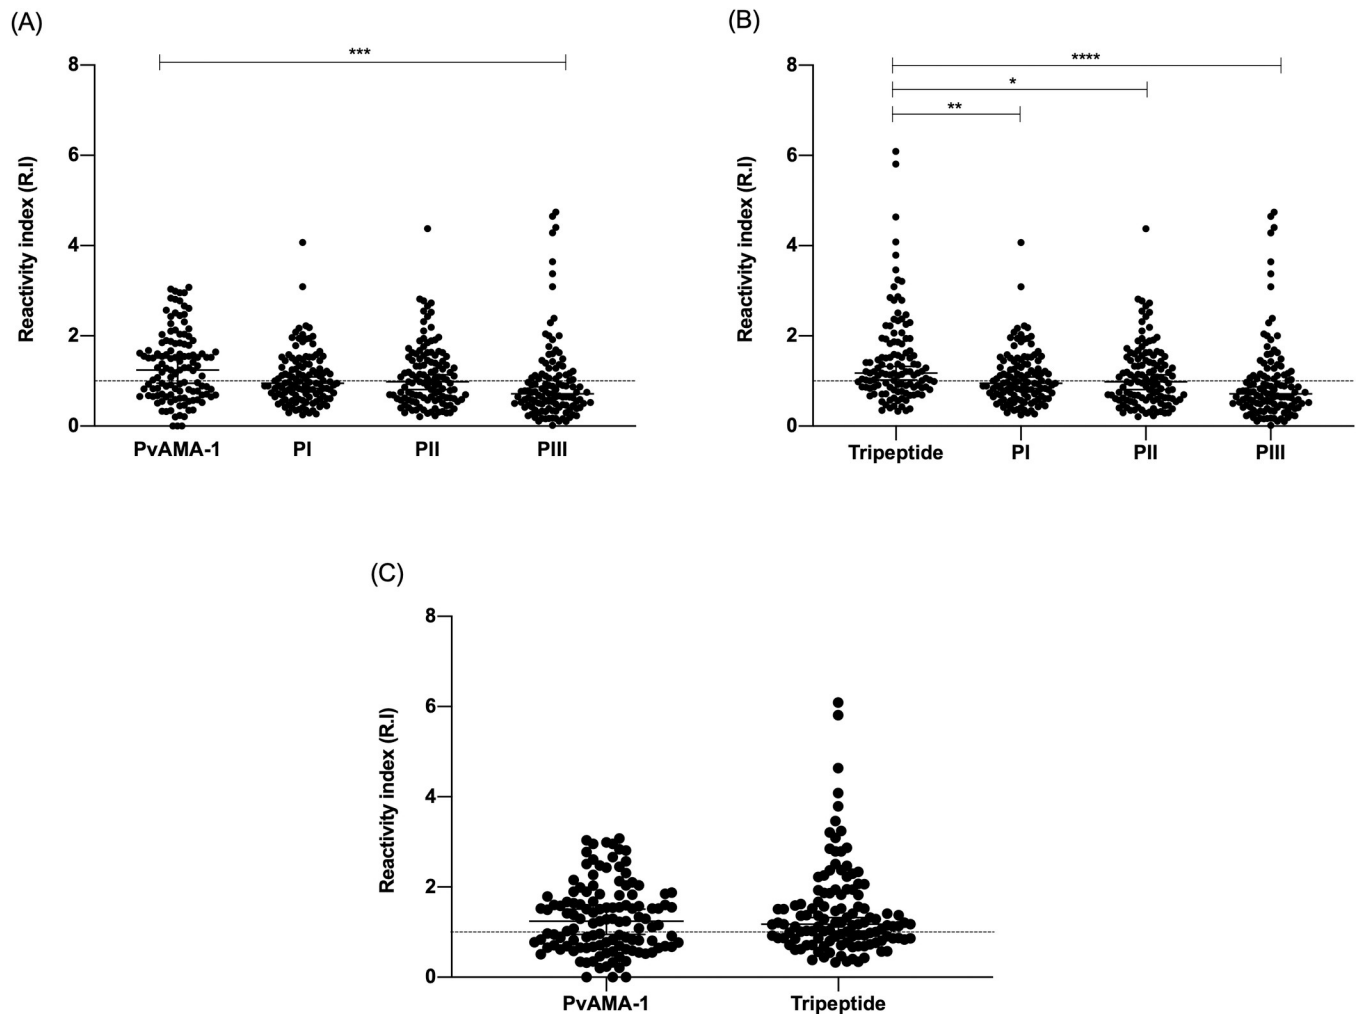 (A)
***
Reactivity index (R.I)
8
6
4
2
0
PvAMA-1 PI PII PIII
(B)
****
*
**
Reactivity index (R.I)
8
6
4
2
0
Tripeptide PI PII PIII
(C)
Reactivity index (R.I)
8
6
4
2
0
PvAMA-1 Tripeptide